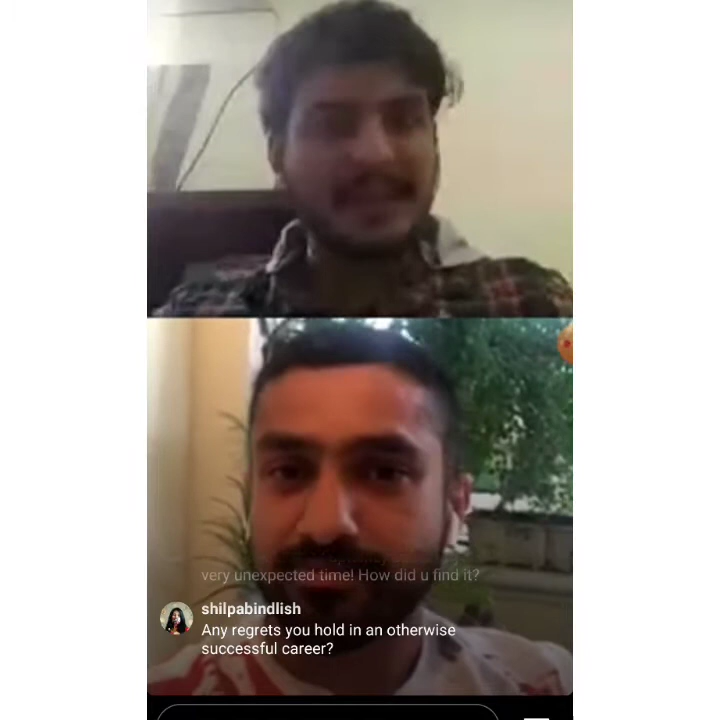 very unexpected time! How did u find it?
shilpabindlish
Any regrets you hold in an otherwise
successful career?